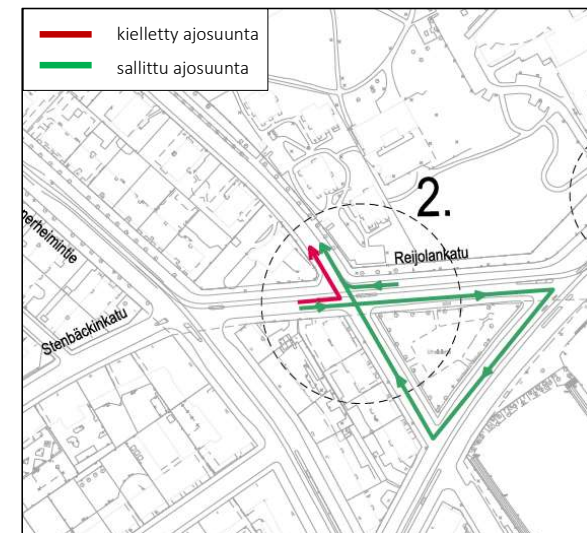 kielletty ajosuunta
sallittu ajosuunta
2.
Reijolankatu
nerheimintie
Stenbäckinkatu